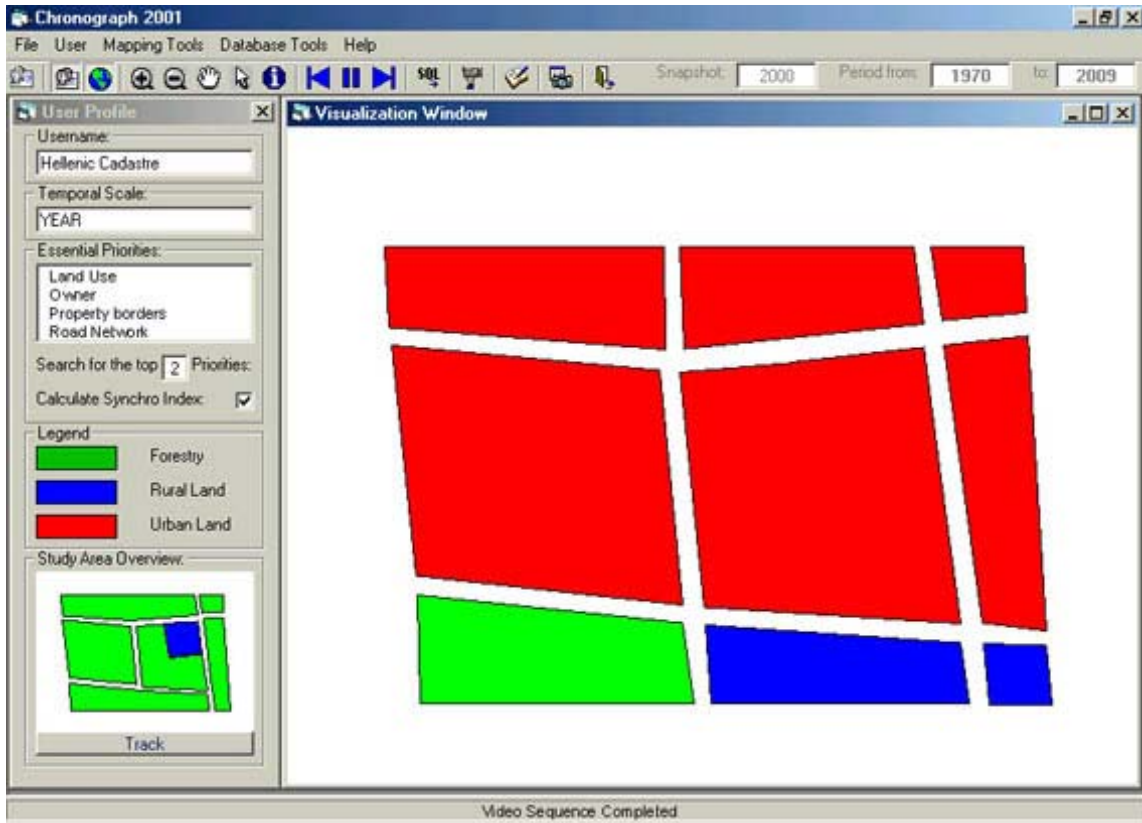 Chronograph 2001
File User Mapping Tools Database Tools Help
SQL Snapshot: 2000 Period from: 1970 to: 2009
User Profile
Username:
Hellenic Cadastre
Temporal Scale:
YEAR
Essential Priorities:
Land Use
Owner
Property borders
Road Network
Search for the top 2 Priorities:
Calculate Synchro Index:
Legend
Forestry
Rural Land
Urban Land
Study Area Overview:
Track
Visualization Window
Video Sequence Completed